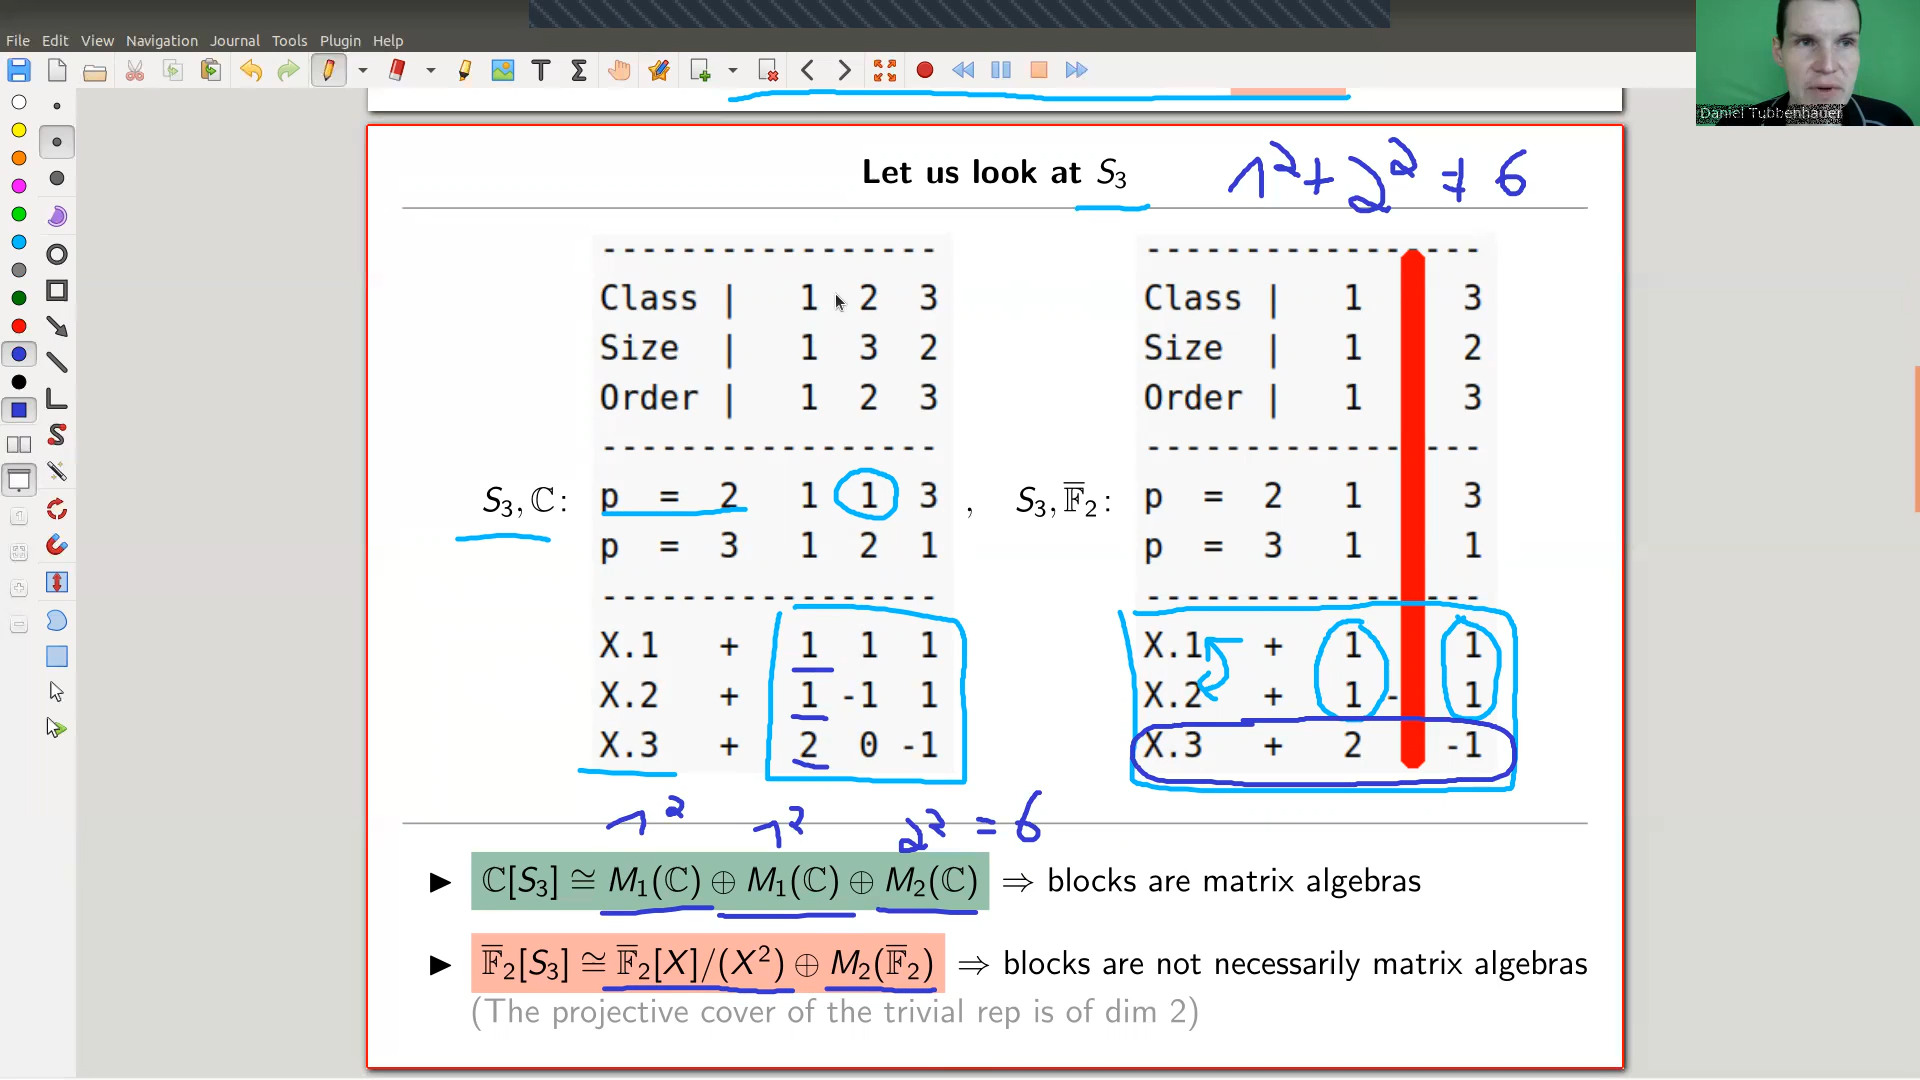 File Edit View Navigation Journal Tools Plugin Help
Daniel Tubbenhauer
Let us look at S₃
1² + 2² ≠ 6
----------------
Class | 1 2 3
Size | 1 3 2
Order | 1 2 3
----------------
S₃, ℂ: p = 2 1 1 3 ,
p = 3 1 2 1
----------------
X.1 + 1 1 1
X.2 + 1 -1 1
X.3 + 2 0 -1
----------------
Class | 1 3
Size | 1 2
Order | 1 3
----------------
S₃, F̅₂: p = 2 1 3
p = 3 1 1
----------------
X.1 + 1 1
X.2 + 1 - 1
X.3 + 2 -1
1² 1² 2² = 6
► ℂ[S₃] ≅ M₁(ℂ) ⊕ M₁(ℂ) ⊕ M₂(ℂ) ⇒ blocks are matrix algebras
► F̅₂[S₃] ≅ F̅₂[X]/(X²) ⊕ M₂(F̅₂) ⇒ blocks are not necessarily matrix algebras
(The projective cover of the trivial rep is of dim 2)